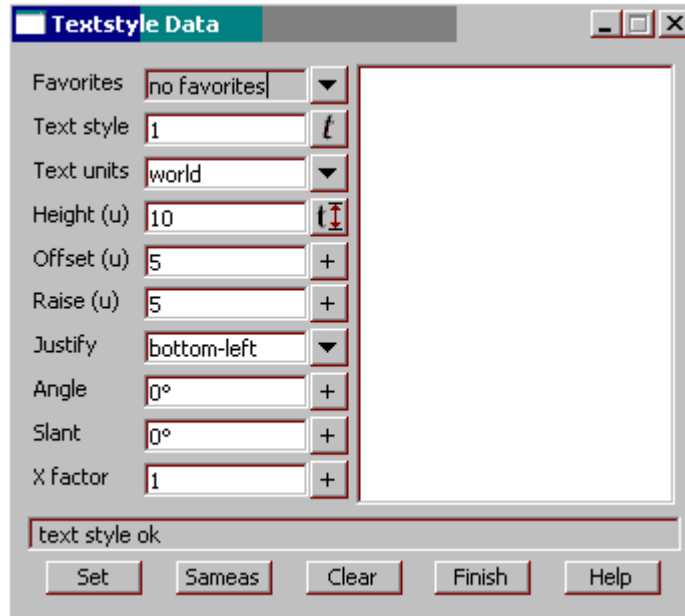 Textstyle Data
Favorites no favorites
Text style 1 t
Text units world
Height (u) 10 t
Offset (u) 5 +
Raise (u) 5 +
Justify bottom-left
Angle 0° +
Slant 0° +
X factor 1 +
text style ok
Set Sameas Clear Finish Help